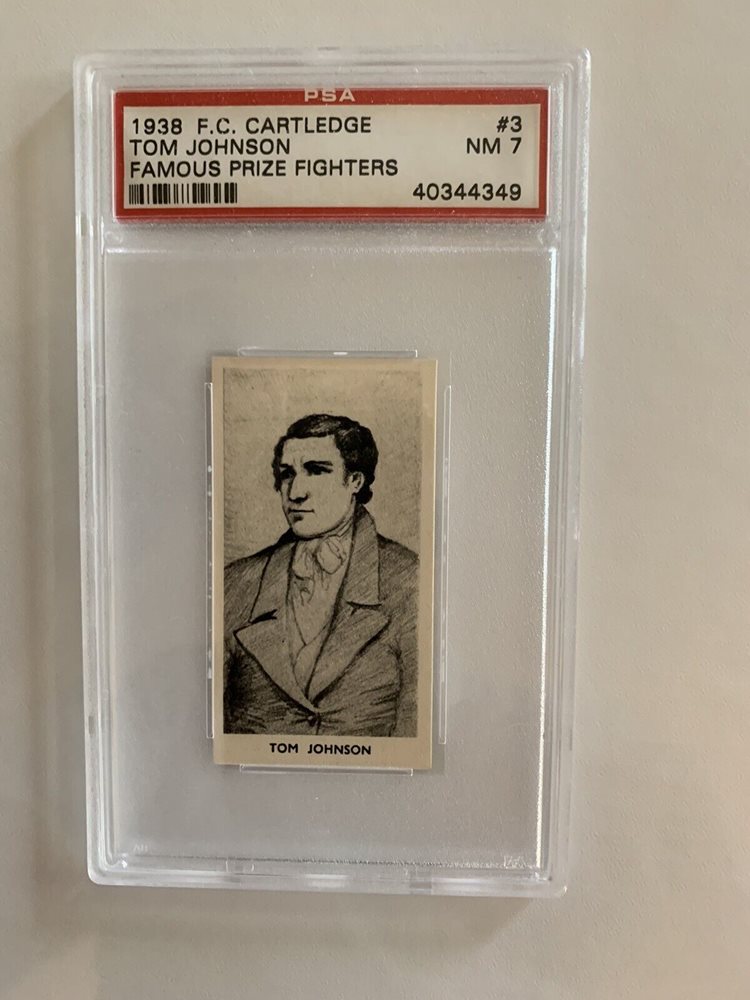 PSA
1938 F.C. CARTLEDGE #3
TOM JOHNSON NM 7
FAMOUS PRIZE FIGHTERS
40344349
TOM JOHNSON